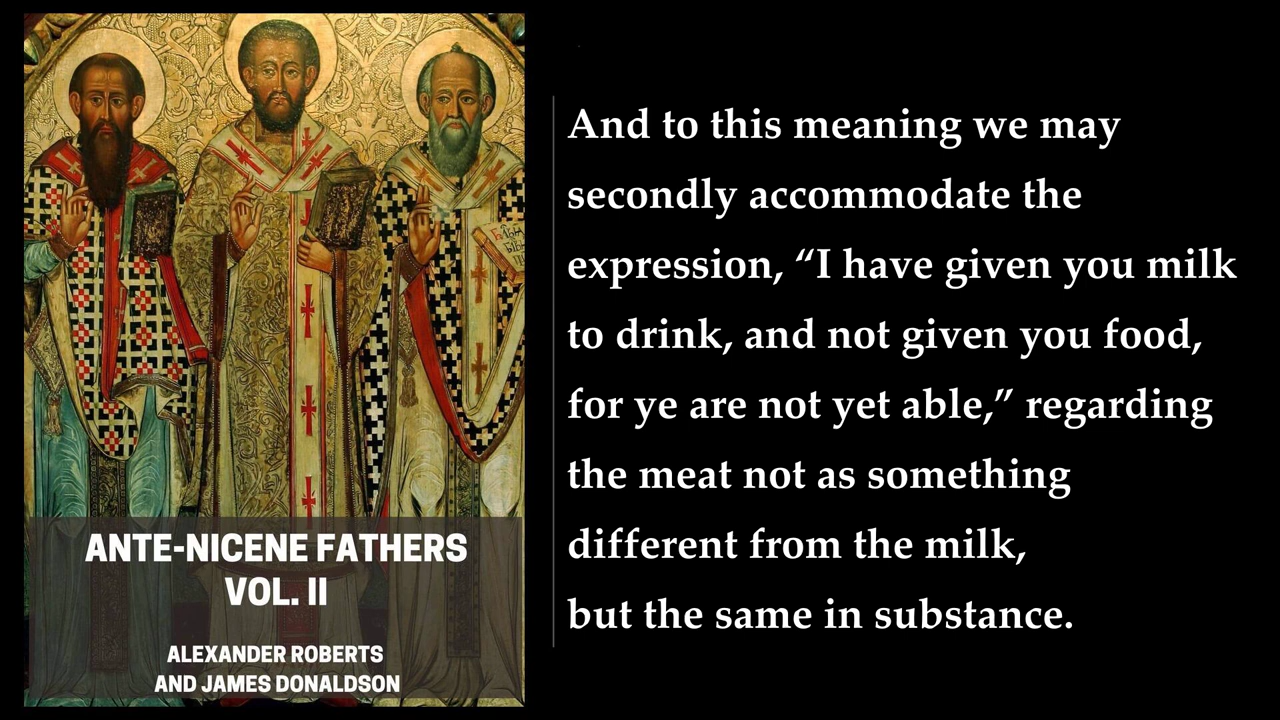 ANTE-NICENE FATHERS
VOL. II
ALEXANDER ROBERTS
AND JAMES DONALDSON
And to this meaning we may
secondly accommodate the
expression, “I have given you milk
to drink, and not given you food,
for ye are not yet able,” regarding
the meat not as something
different from the milk,
but the same in substance.